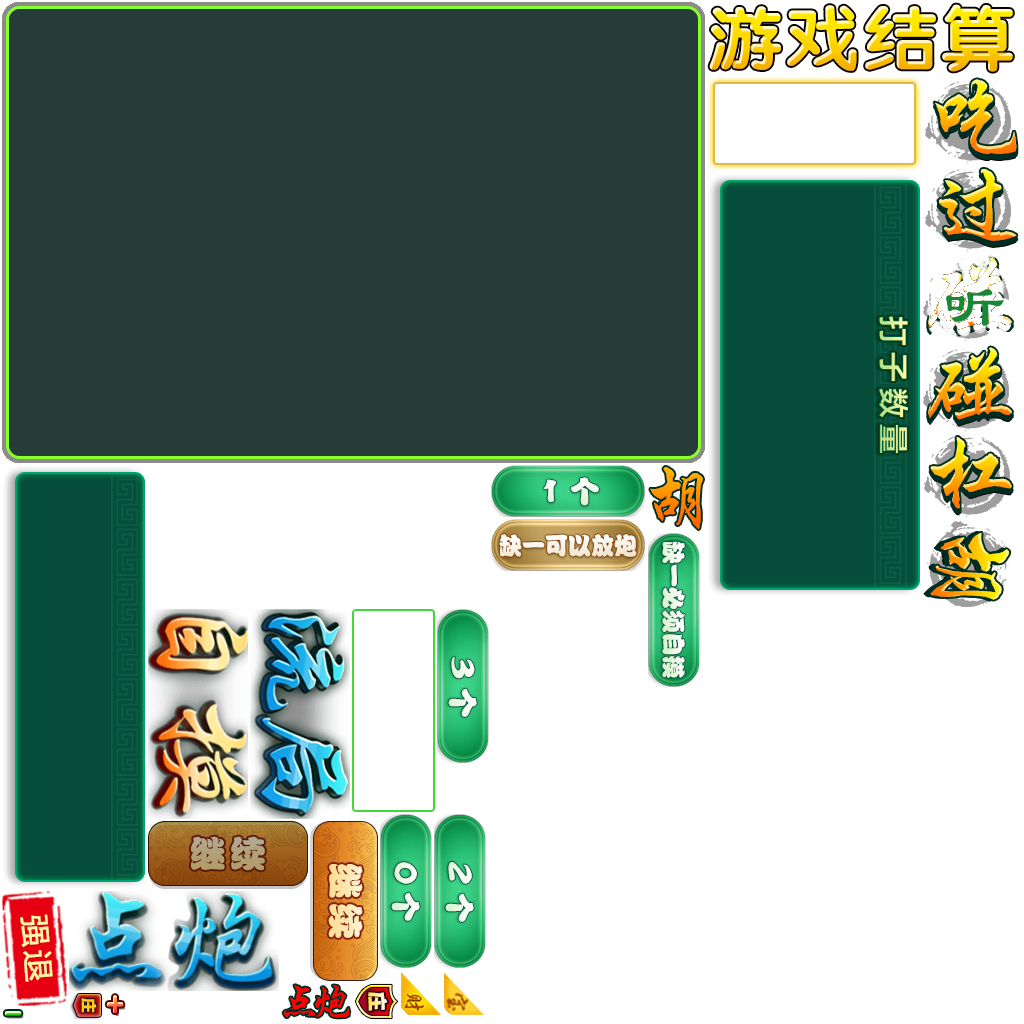 游戏结算
吃
过
听
碰
杠
胡
打子数量
1个
胡
缺一可以放炮
缺一必须自摸
自摸
流局
3个
继续
继续
0个
2个
强退
点炮
庄
点炮
庄
财
宝